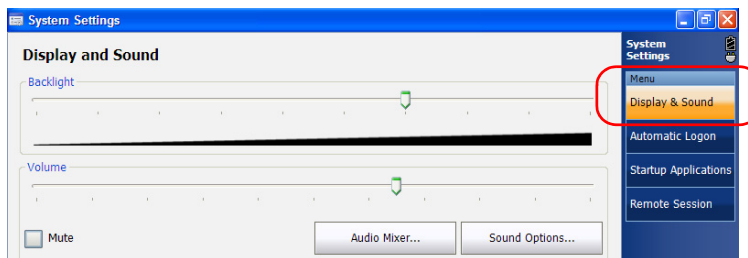 System Settings
Display and Sound
Backlight
Volume
Mute
Audio Mixer...
Sound Options...
System
Settings
Menu
Display & Sound
Automatic Logon
Startup Applications
Remote Session